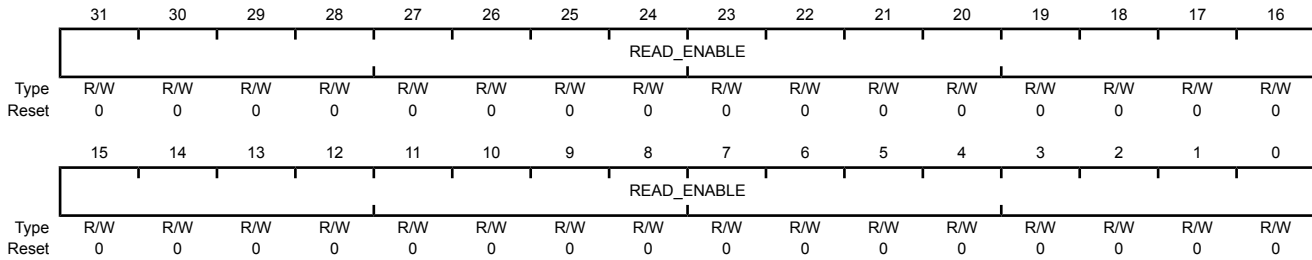 31 30 29 28 27 26 25 24 23 22 21 20 19 18 17 16
READ_ENABLE
Type R/W R/W R/W R/W R/W R/W R/W R/W R/W R/W R/W R/W R/W R/W R/W R/W
Reset 0 0 0 0 0 0 0 0 0 0 0 0 0 0 0 0
15 14 13 12 11 10 9 8 7 6 5 4 3 2 1 0
READ_ENABLE
Type R/W R/W R/W R/W R/W R/W R/W R/W R/W R/W R/W R/W R/W R/W R/W R/W
Reset 0 0 0 0 0 0 0 0 0 0 0 0 0 0 0 0